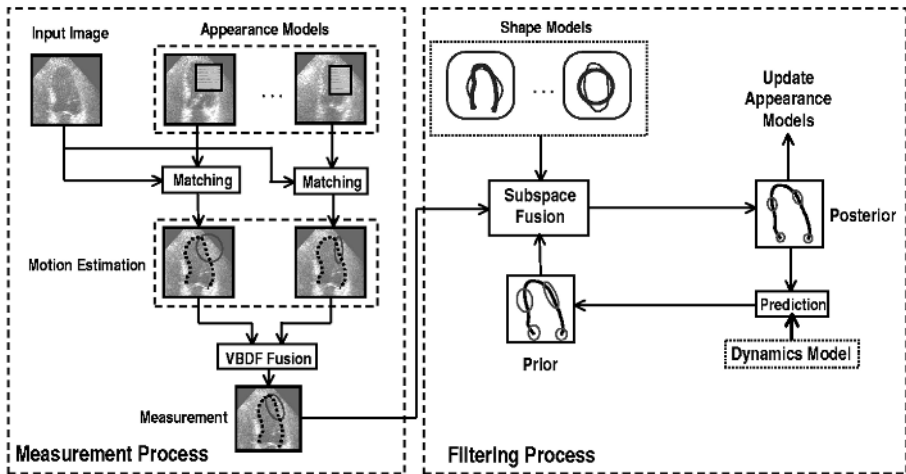 Input Image
Appearance Models
...
Matching
Matching
Motion Estimation
VBDF Fusion
Measurement
Measurement Process
Shape Models
...
Update
Appearance
Models
Subspace
Fusion
Posterior
Prediction
Prior
Dynamics Model
Filtering Process